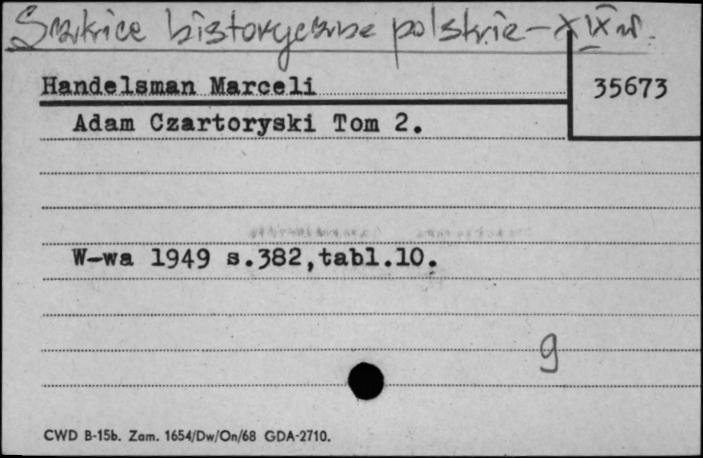 Szkice historyczne polskie - XIX w.
Handelsman Marceli
35673
Adam Czartoryski Tom 2.
W-wa 1949 s.382,tabl.10.
9
CWD B-15b. Zam. 1654/Dw/On/68 GDA-2710.